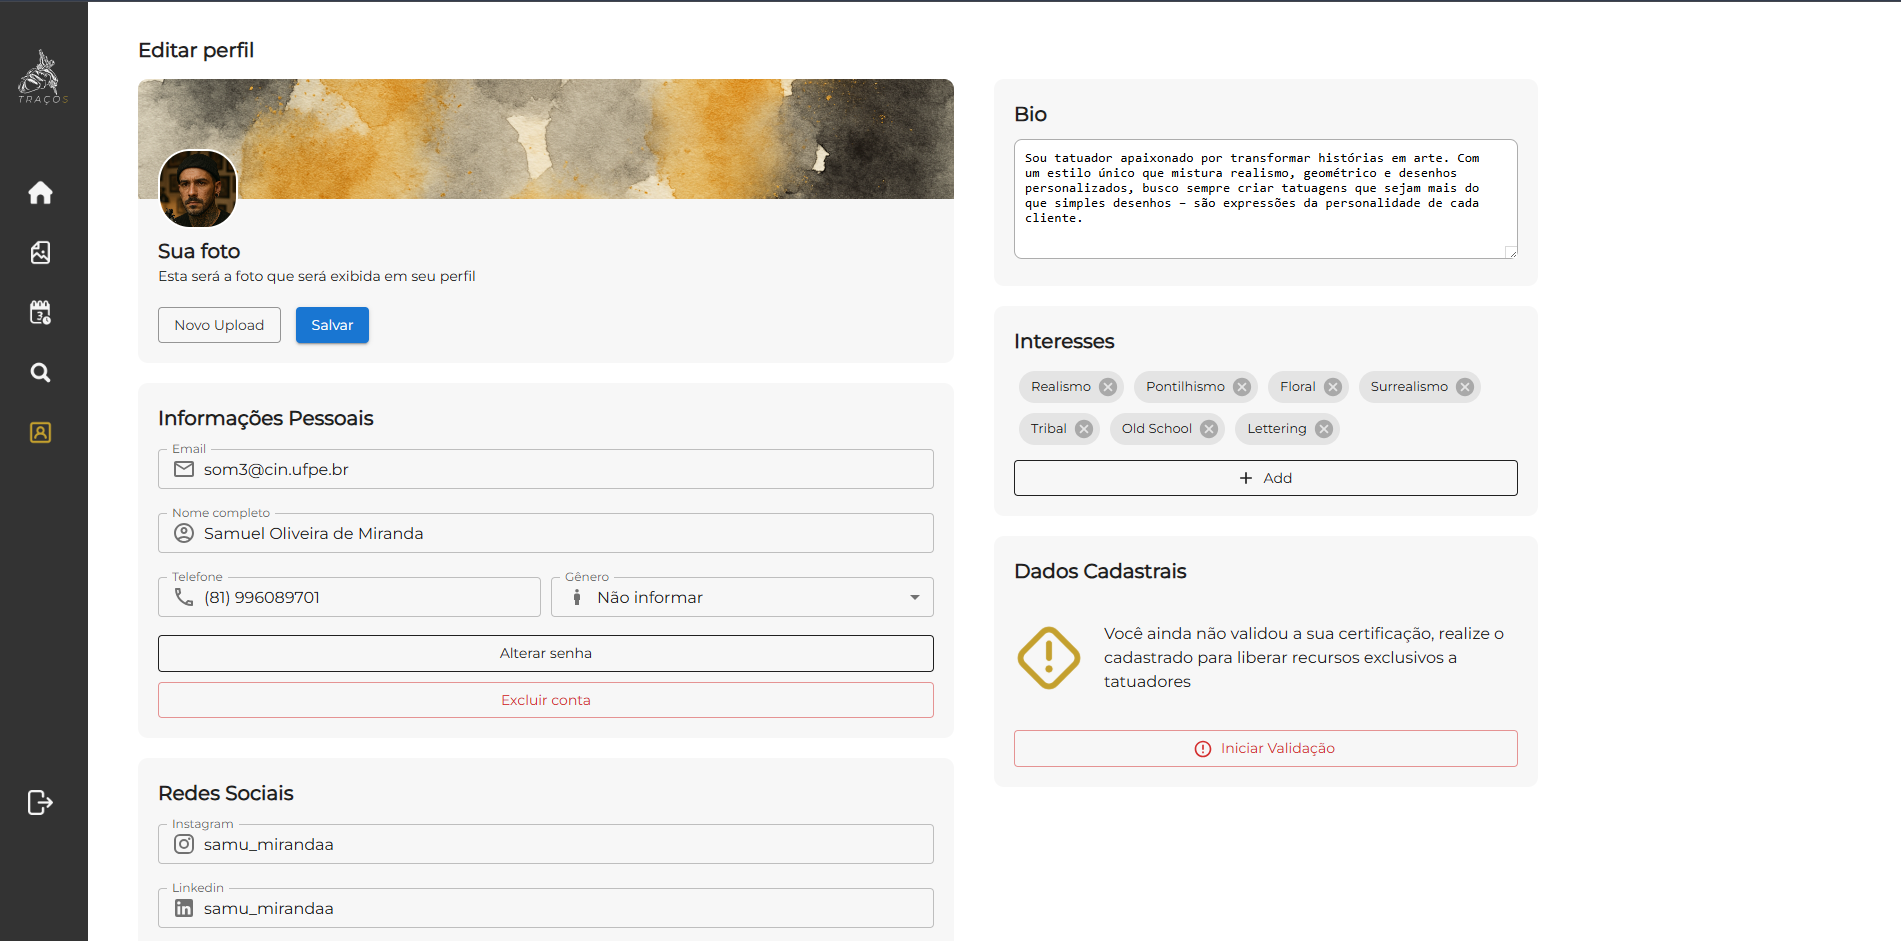 TRAÇOS
Editar perfil
Sua foto
Esta será a foto que será exibida em seu perfil
Novo Upload
Salvar
Informações Pessoais
Email
som3@cin.ufpe.br
Nome completo
Samuel Oliveira de Miranda
Telefone
(81) 996089701
Gênero
Não informar
Alterar senha
Excluir conta
Redes Sociais
Instagram
samu_mirandaa
Linkedin
samu_mirandaa
Bio
Sou tatuador apaixonado por transformar histórias em arte. Com
um estilo único que mistura realismo, geométrico e desenhos
personalizados, busco sempre criar tatuagens que sejam mais do
que simples desenhos – são expressões da personalidade de cada
cliente.
Interesses
Realismo
Pontilhismo
Floral
Surrealismo
Tribal
Old School
Lettering
+ Add
Dados Cadastrais
Você ainda não validou a sua certificação, realize o
cadastrado para liberar recursos exclusivos a
tatuadores
Iniciar Validação